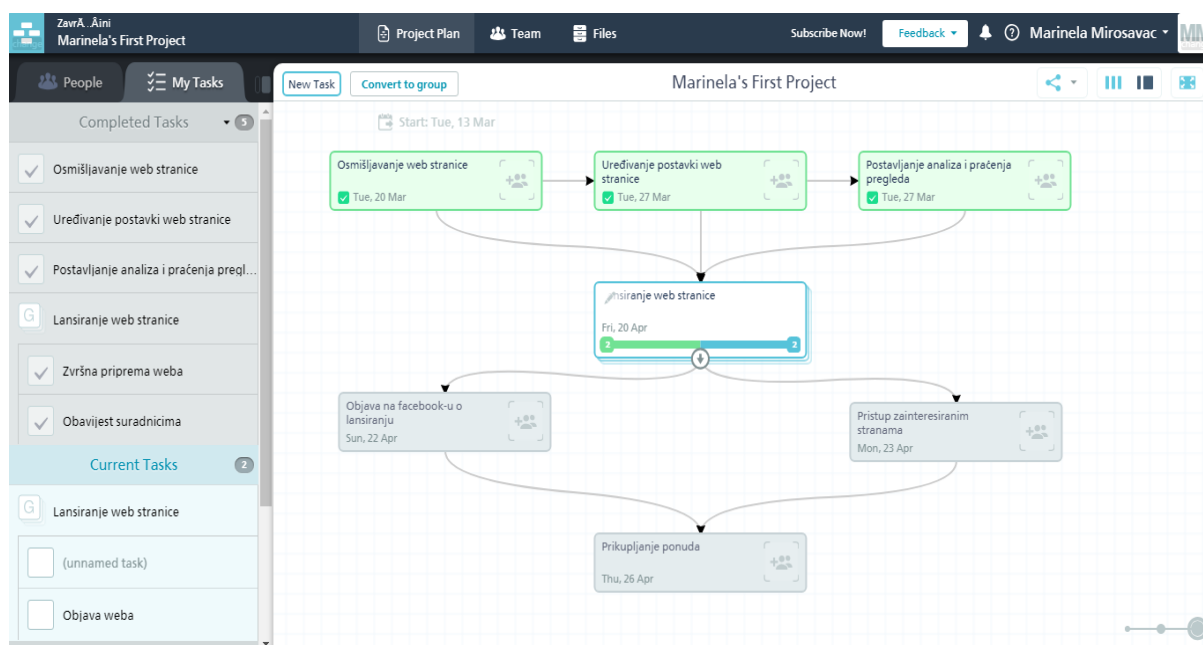 ZavrÄ..Äini
Marinela's First Project
Project Plan
Team
Files
Subscribe Now!
Feedback
Marinela Mirosavac
People
My Tasks
New Task
Convert to group
Marinela's First Project
Completed Tasks
5
Osmišljavanje web stranice
Uređivanje postavki web stranice
Postavljanje analiza i praćenja pregl...
G
Lansiranje web stranice
Zvršna priprema weba
Obavijest suradnicima
Current Tasks
2
G
Lansiranje web stranice
(unnamed task)
Objava weba
Start: Tue, 13 Mar
Osmišljavanje web stranice
Tue, 20 Mar
Uređivanje postavki web
stranice
Tue, 27 Mar
Postavljanje analiza i praćenja
pregleda
Tue, 27 Mar
nsiranje web stranice
Fri, 20 Apr
2
2
Objava na facebook-u o
lansiranju
Sun, 22 Apr
Pristup zainteresiranim
stranama
Mon, 23 Apr
Prikupljanje ponuda
Thu, 26 Apr